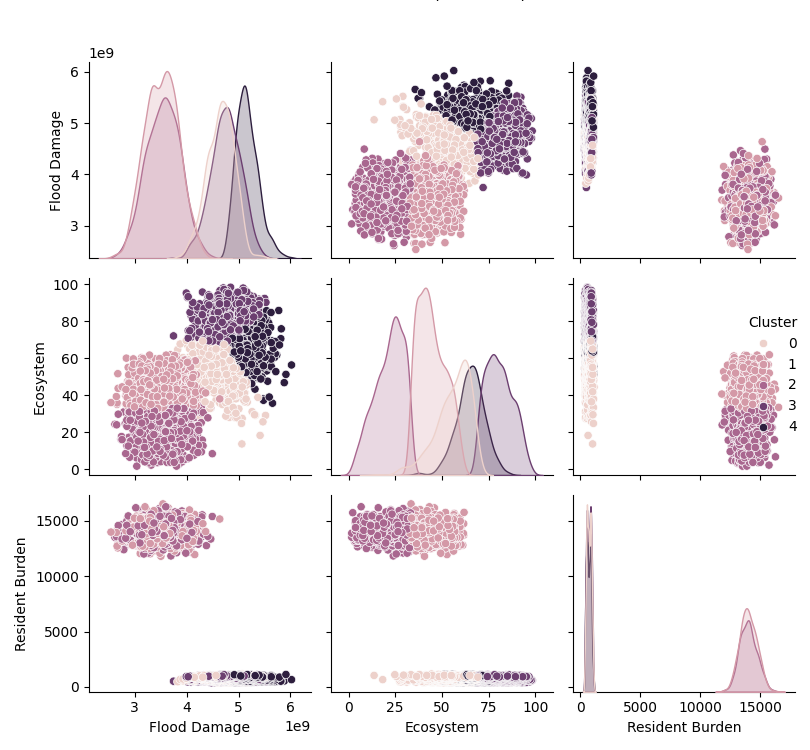 1e9
6
5
4
3
Flood Damage
100
80
60
40
20
0
Ecosystem
Cluster
0
1
2
3
4
15000
10000
5000
0
Resident Burden
3 4 5 6
1e9
Flood Damage
0 25 50 75 100
Ecosystem
0 5000 10000 15000
Resident Burden